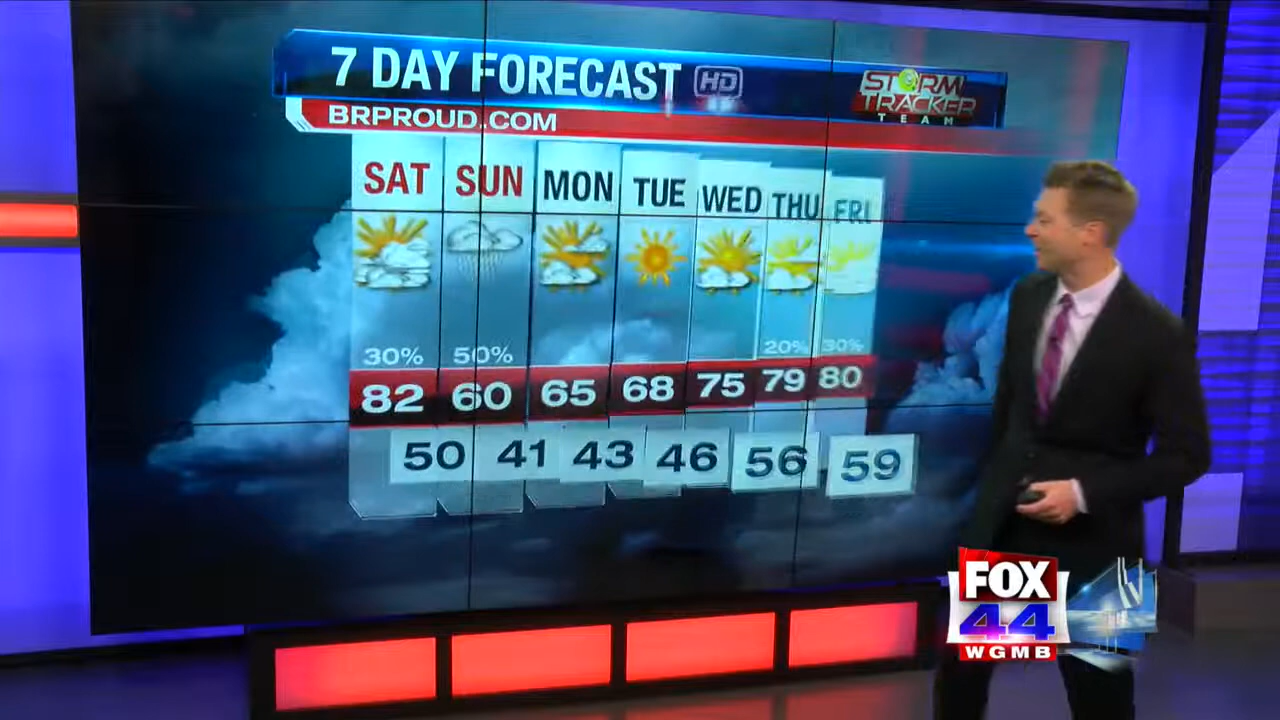 7 DAY FORECAST HD
STORM
TRACKER
TEAM
BRPROUD.COM
SAT SUN MON TUE WED THU FRI
30% 50% 20% 30%
82 60 65 68 75 79 80
50 41 43 46 56 59
FOX
44
WGMB